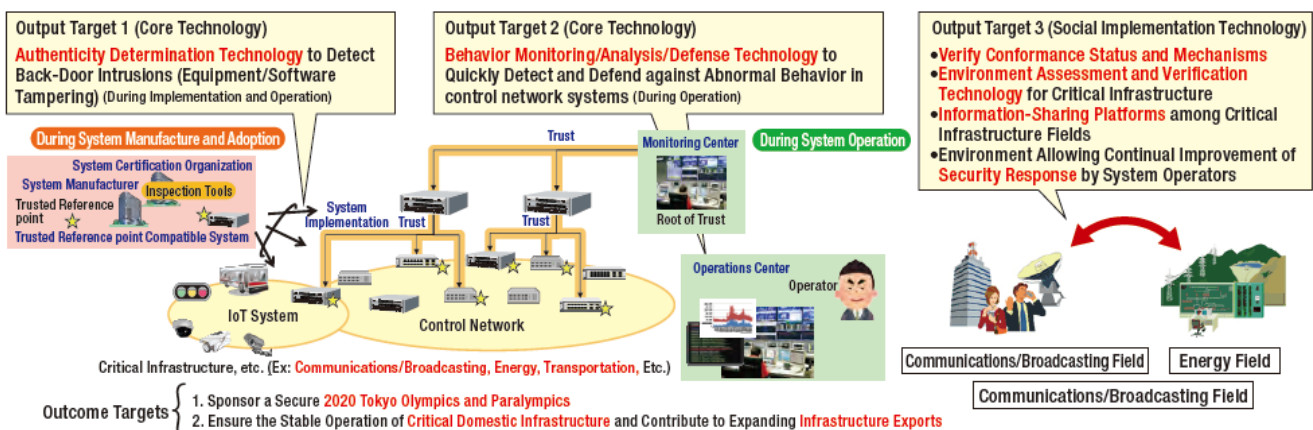 Output Target 1 (Core Technology)
Authenticity Determination Technology to Detect
Back-Door Intrusions (Equipment/Software
Tampering) (During Implementation and Operation)
Output Target 2 (Core Technology)
Behavior Monitoring/Analysis/Defense Technology to
Quickly Detect and Defend against Abnormal Behavior in
control network systems (During Operation)
Output Target 3 (Social Implementation Technology)
•Verify Conformance Status and Mechanisms
•Environment Assessment and Verification
Technology for Critical Infrastructure
•Information-Sharing Platforms among Critical
Infrastructure Fields
•Environment Allowing Continual Improvement of
Security Response by System Operators
During System Manufacture and Adoption
System Certification Organization
System Manufacturer
Inspection Tools
Trusted Reference
point
Trusted Reference point Compatible System
System
Implementation
Trust
Trust
Trust
Monitoring Center
Root of Trust
During System Operation
Operations Center
Operator
IoT System
Control Network
Critical Infrastructure, etc. (Ex: Communications/Broadcasting, Energy, Transportation, Etc.)
Communications/Broadcasting Field
Energy Field
Communications/Broadcasting Field
Outcome Targets
1. Sponsor a Secure 2020 Tokyo Olympics and Paralympics
2. Ensure the Stable Operation of Critical Domestic Infrastructure and Contribute to Expanding Infrastructure Exports